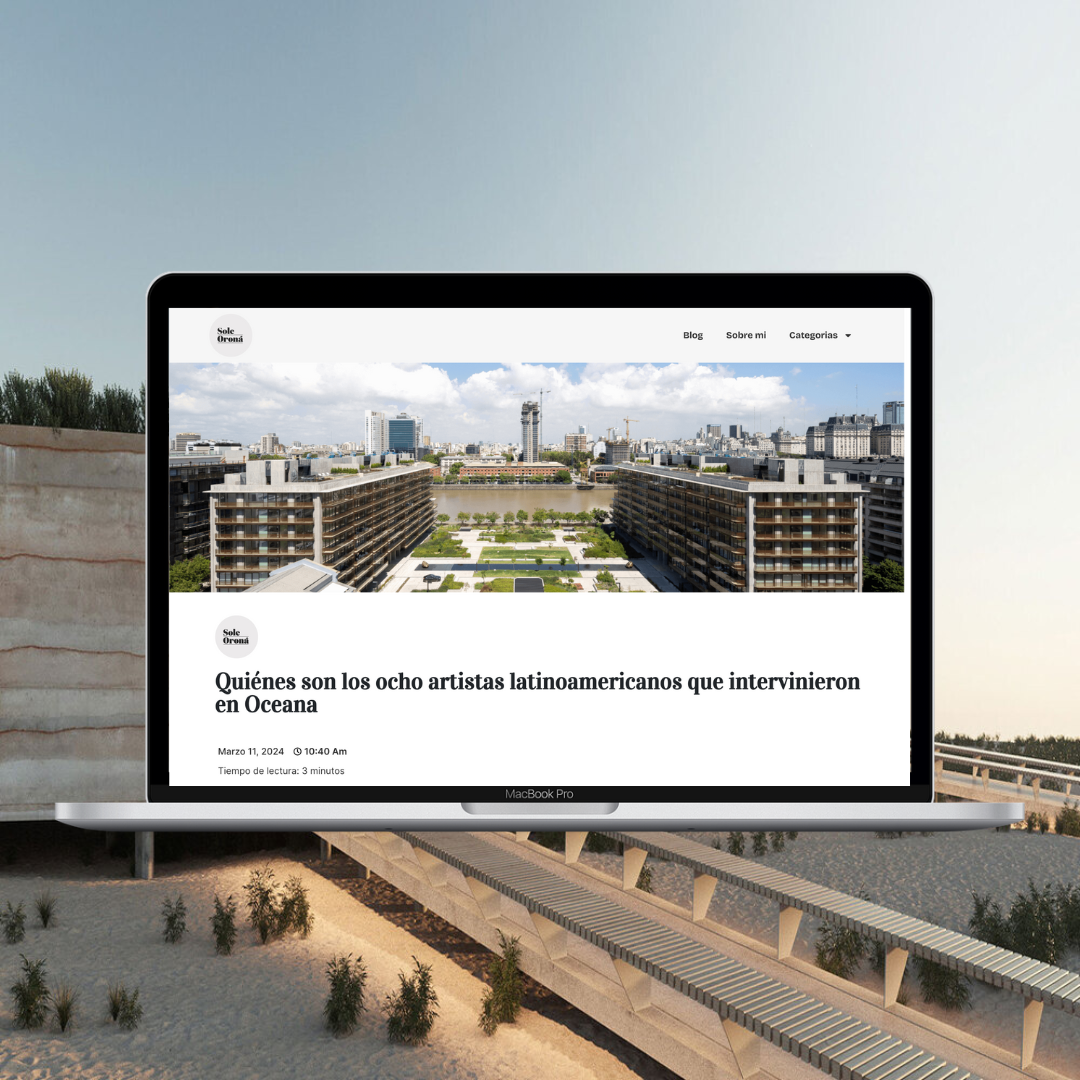 Sole
Oroná
Blog
Sobre mi
Categorias
Sole
Oroná
Quiénes son los ocho artistas latinoamericanos que intervinieron
en Oceana
Marzo 11, 2024 10:40 Am
Tiempo de lectura: 3 minutos
MacBook Pro